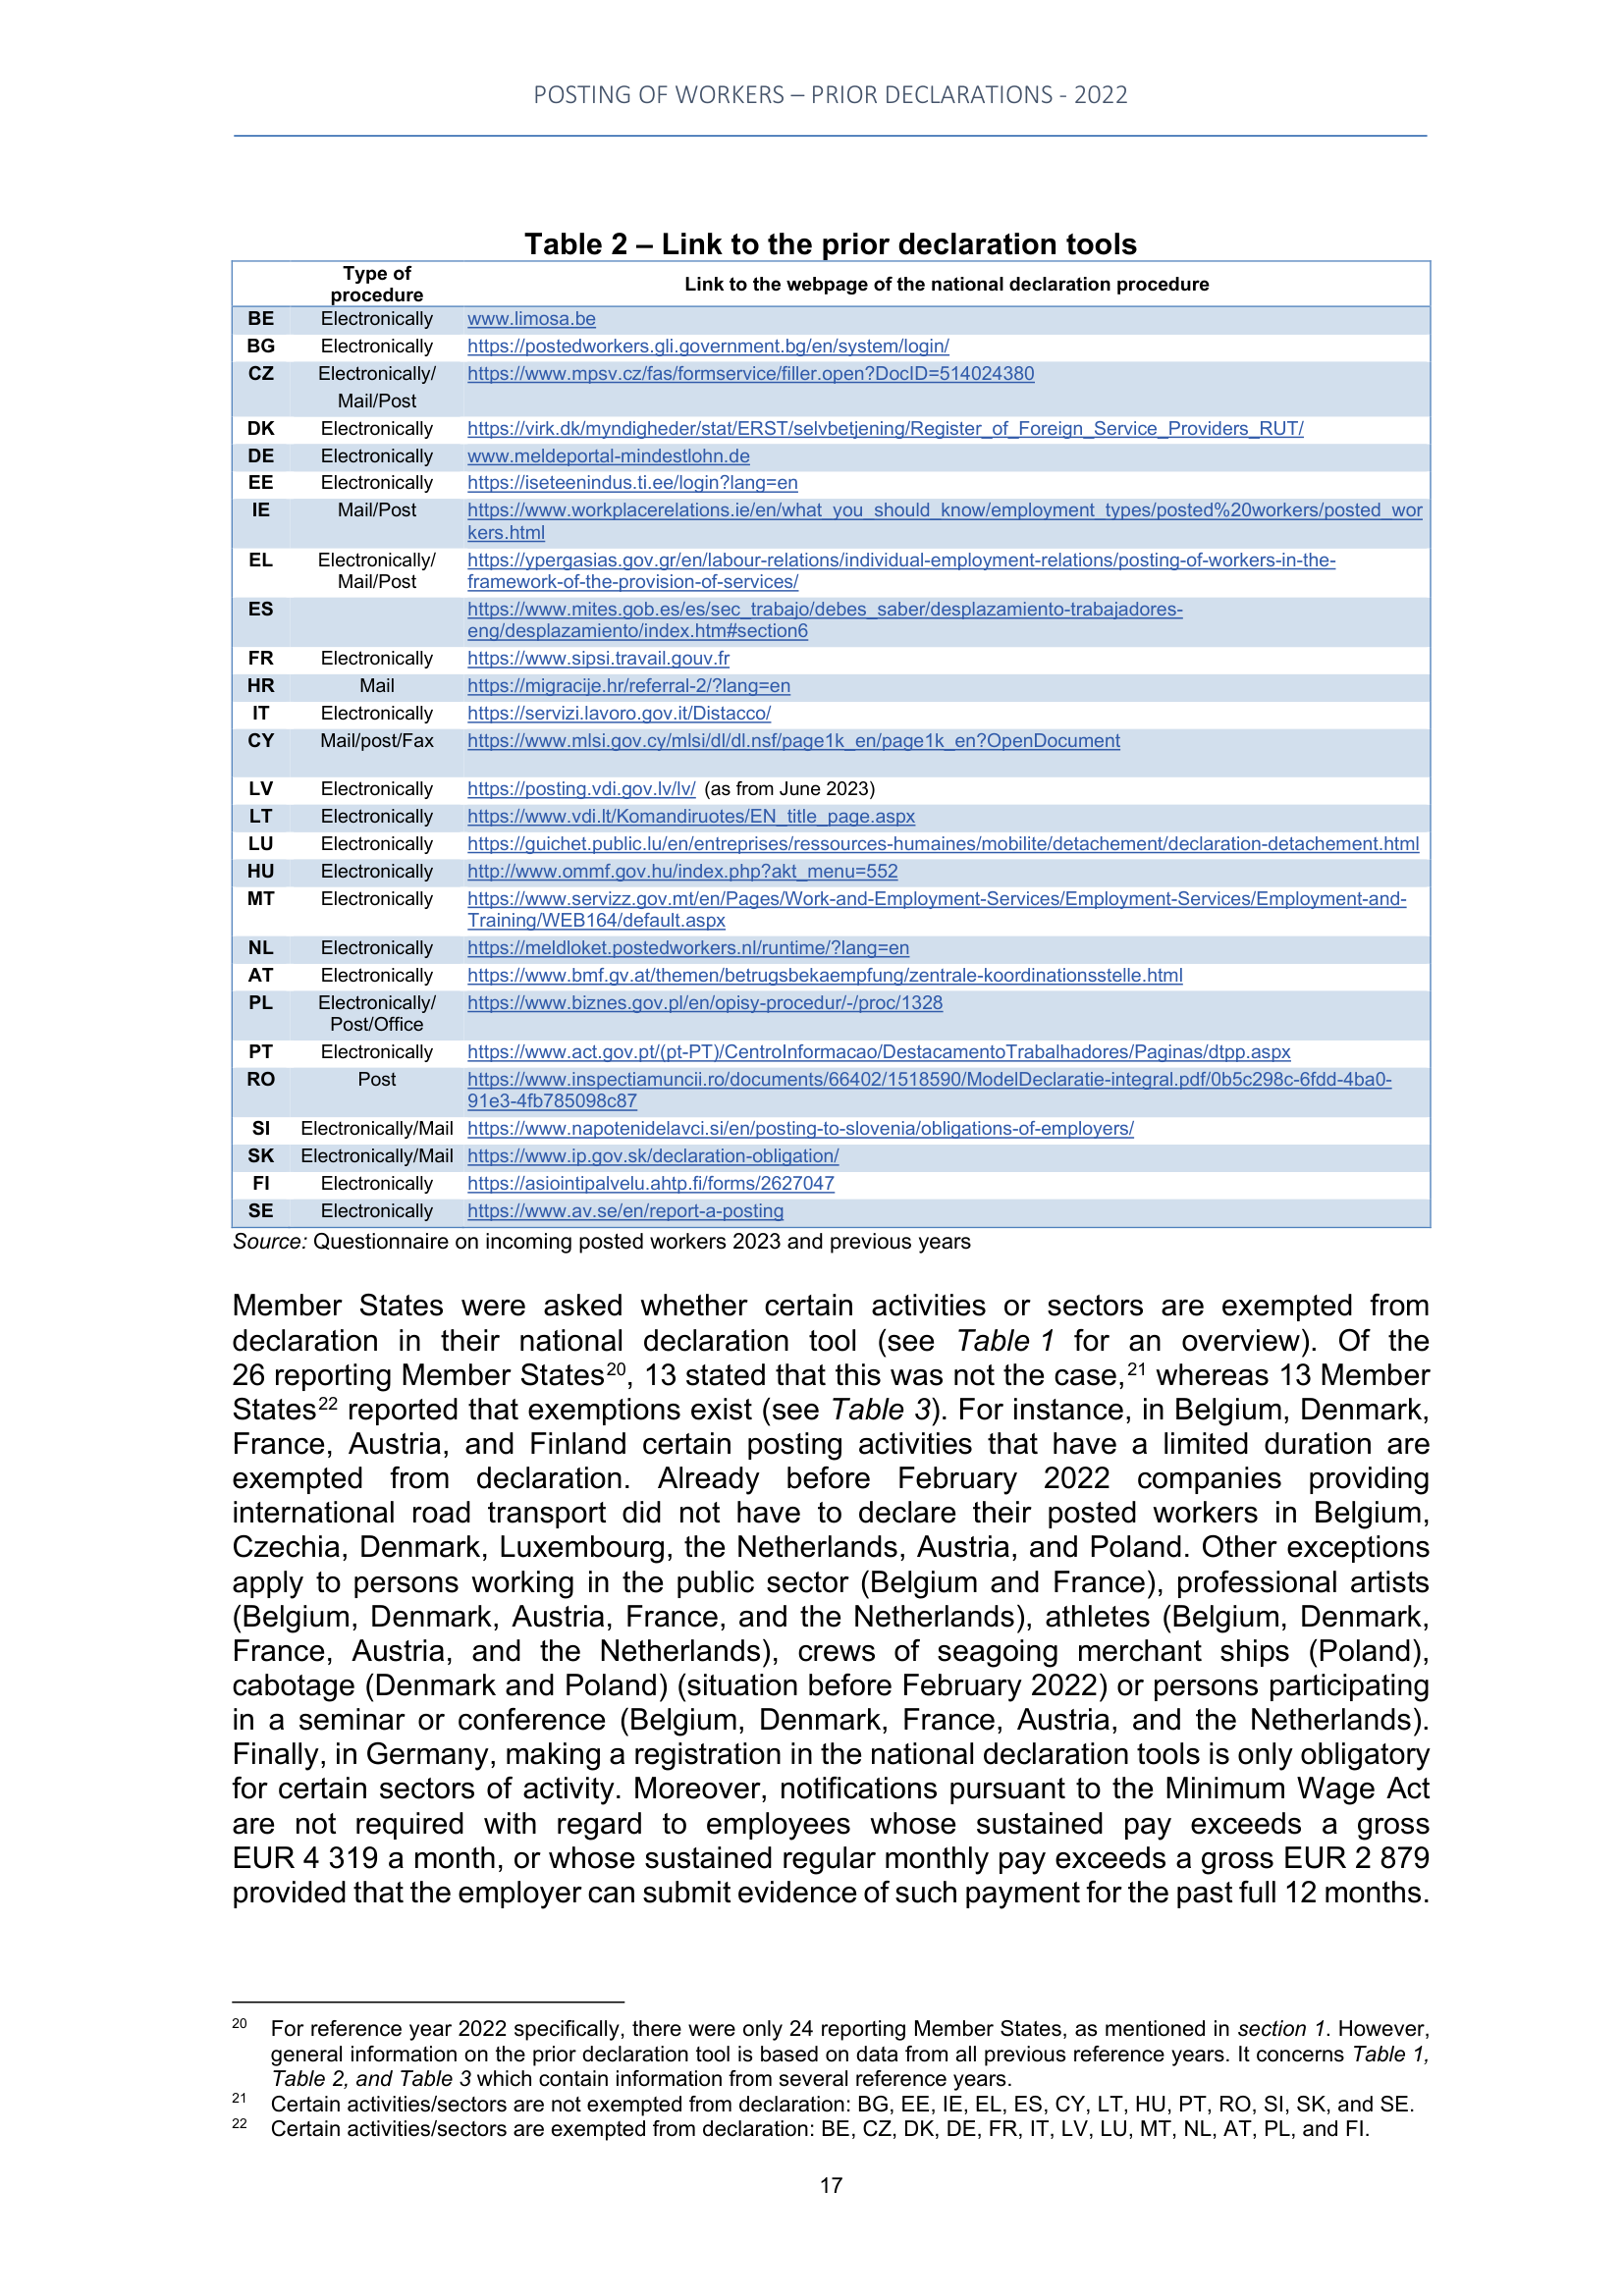 POSTING OF WORKERS – PRIOR DECLARATIONS - 2022
Table 2 – Link to the prior declaration tools
Type of
procedure
Link to the webpage of the national declaration procedure
BE Electronically www.limosa.be
BG Electronically https://postedworkers.gli.government.bg/en/system/login/
CZ Electronically/ https://www.mpsv.cz/fas/formservice/filler.open?DocID=514024380
Mail/Post
DK Electronically https://virk.dk/myndigheder/stat/ERST/selvbetjening/Register_of_Foreign_Service_Providers_RUT/
DE Electronically www.meldeportal-mindestlohn.de
EE Electronically https://iseteenindus.ti.ee/login?lang=en
IE Mail/Post https://www.workplacerelations.ie/en/what_you_should_know/employment_types/posted%20workers/posted_wor
kers.html
EL Electronically/ https://ypergasias.gov.gr/en/labour-relations/individual-employment-relations/posting-of-workers-in-the-
Mail/Post framework-of-the-provision-of-services/
ES https://www.mites.gob.es/es/sec_trabajo/debes_saber/desplazamiento-trabajadores-
eng/desplazamiento/index.htm#section6
FR Electronically https://www.sipsi.travail.gouv.fr
HR Mail https://migracije.hr/referral-2/?lang=en
IT Electronically https://servizi.lavoro.gov.it/Distacco/
CY Mail/post/Fax https://www.mlsi.gov.cy/mlsi/dl/dl.nsf/page1k_en/page1k_en?OpenDocument
LV Electronically https://posting.vdi.gov.lv/lv/ (as from June 2023)
LT Electronically https://www.vdi.lt/Komandiruotes/EN_title_page.aspx
LU Electronically https://guichet.public.lu/en/entreprises/ressources-humaines/mobilite/detachement/declaration-detachement.html
HU Electronically http://www.ommf.gov.hu/index.php?akt_menu=552
MT Electronically https://www.servizz.gov.mt/en/Pages/Work-and-Employment-Services/Employment-Services/Employment-and-
Training/WEB164/default.aspx
NL Electronically https://meldloket.postedworkers.nl/runtime/?lang=en
AT Electronically https://www.bmf.gv.at/themen/betrugsbekaempfung/zentrale-koordinationsstelle.html
PL Electronically/ https://www.biznes.gov.pl/en/opisy-procedur/-/proc/1328
Post/Office
PT Electronically https://www.act.gov.pt/(pt-PT)/CentroInformacao/DestacamentoTrabalhadores/Paginas/dtpp.aspx
RO Post https://www.inspectiamuncii.ro/documents/66402/1518590/ModelDeclaratie-integral.pdf/0b5c298c-6fdd-4ba0-
91e3-4fb785098c87
SI Electronically/Mail https://www.napotenidelavci.si/en/posting-to-slovenia/obligations-of-employers/
SK Electronically/Mail https://www.ip.gov.sk/declaration-obligation/
FI Electronically https://asiointipalvelu.ahtp.fi/forms/2627047
SE Electronically https://www.av.se/en/report-a-posting
Source: Questionnaire on incoming posted workers 2023 and previous years
Member States were asked whether certain activities or sectors are exempted from
declaration in their national declaration tool (see Table 1 for an overview). Of the
26 reporting Member States20, 13 stated that this was not the case,21 whereas 13 Member
States22 reported that exemptions exist (see Table 3). For instance, in Belgium, Denmark,
France, Austria, and Finland certain posting activities that have a limited duration are
exempted from declaration. Already before February 2022 companies providing
international road transport did not have to declare their posted workers in Belgium,
Czechia, Denmark, Luxembourg, the Netherlands, Austria, and Poland. Other exceptions
apply to persons working in the public sector (Belgium and France), professional artists
(Belgium, Denmark, Austria, France, and the Netherlands), athletes (Belgium, Denmark,
France, Austria, and the Netherlands), crews of seagoing merchant ships (Poland),
cabotage (Denmark and Poland) (situation before February 2022) or persons participating
in a seminar or conference (Belgium, Denmark, France, Austria, and the Netherlands).
Finally, in Germany, making a registration in the national declaration tools is only obligatory
for certain sectors of activity. Moreover, notifications pursuant to the Minimum Wage Act
are not required with regard to employees whose sustained pay exceeds a gross
EUR 4 319 a month, or whose sustained regular monthly pay exceeds a gross EUR 2 879
provided that the employer can submit evidence of such payment for the past full 12 months.
20 For reference year 2022 specifically, there were only 24 reporting Member States, as mentioned in section 1. However,
general information on the prior declaration tool is based on data from all previous reference years. It concerns Table 1,
Table 2, and Table 3 which contain information from several reference years.
21 Certain activities/sectors are not exempted from declaration: BG, EE, IE, EL, ES, CY, LT, HU, PT, RO, SI, SK, and SE.
22 Certain activities/sectors are exempted from declaration: BE, CZ, DK, DE, FR, IT, LV, LU, MT, NL, AT, PL, and FI.
17